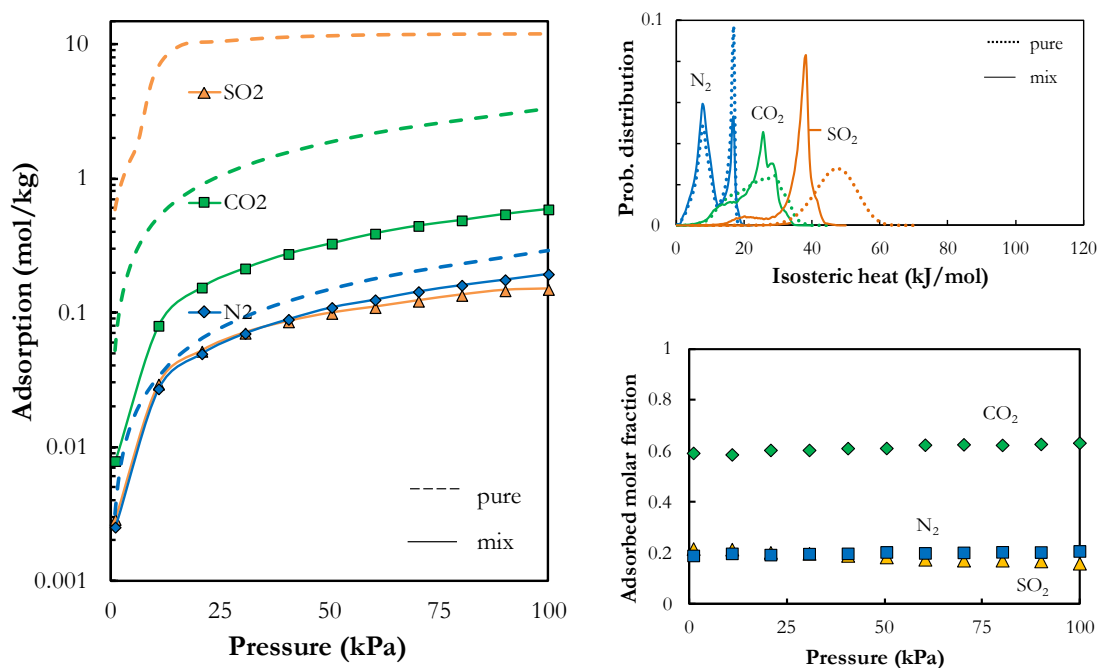 10
1
0.1
0.01
0.001
0
25
50
75
100
Adsorption (mol/kg)
Pressure (kPa)
SO2
CO2
N2
pure
mix
0.1
0
0
20
40
60
80
100
120
Prob. distribution
Isosteric heat (kJ/mol)
N₂
CO₂
SO₂
pure
mix
1
0.8
0.6
0.4
0.2
0
0
25
50
75
100
Adsorbed molar fraction
Pressure (kPa)
CO₂
N₂
SO₂